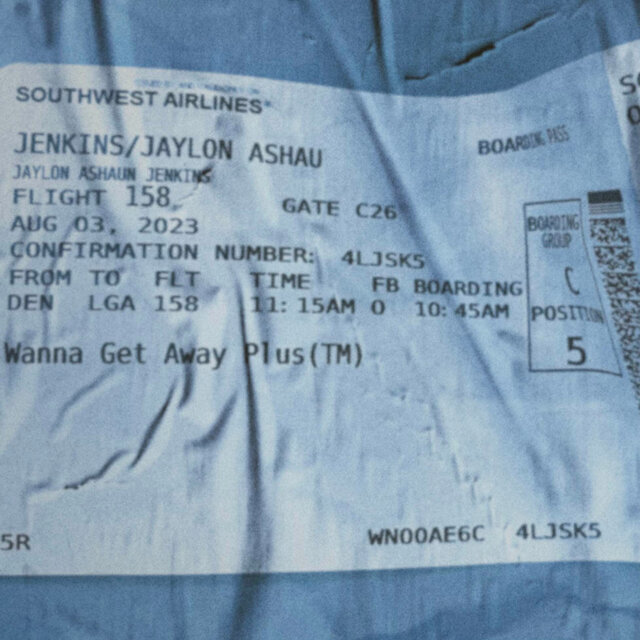 SOUTHWEST AIRLINES®
JENKINS/JAYLON ASHAU
BOARDING PASS
JAYLON ASHAUN JENKINS
FLIGHT 158
GATE C26
AUG 03, 2023
CONFIRMATION NUMBER: 4LJSK5
FROM TO FLT TIME FB BOARDING
DEN LGA 158 11:15AM O 10:45AM
BOARDING
GROUP
C
POSITION
5
Wanna Get Away Plus(TM)
5R
WN00AE6C 4LJSK5